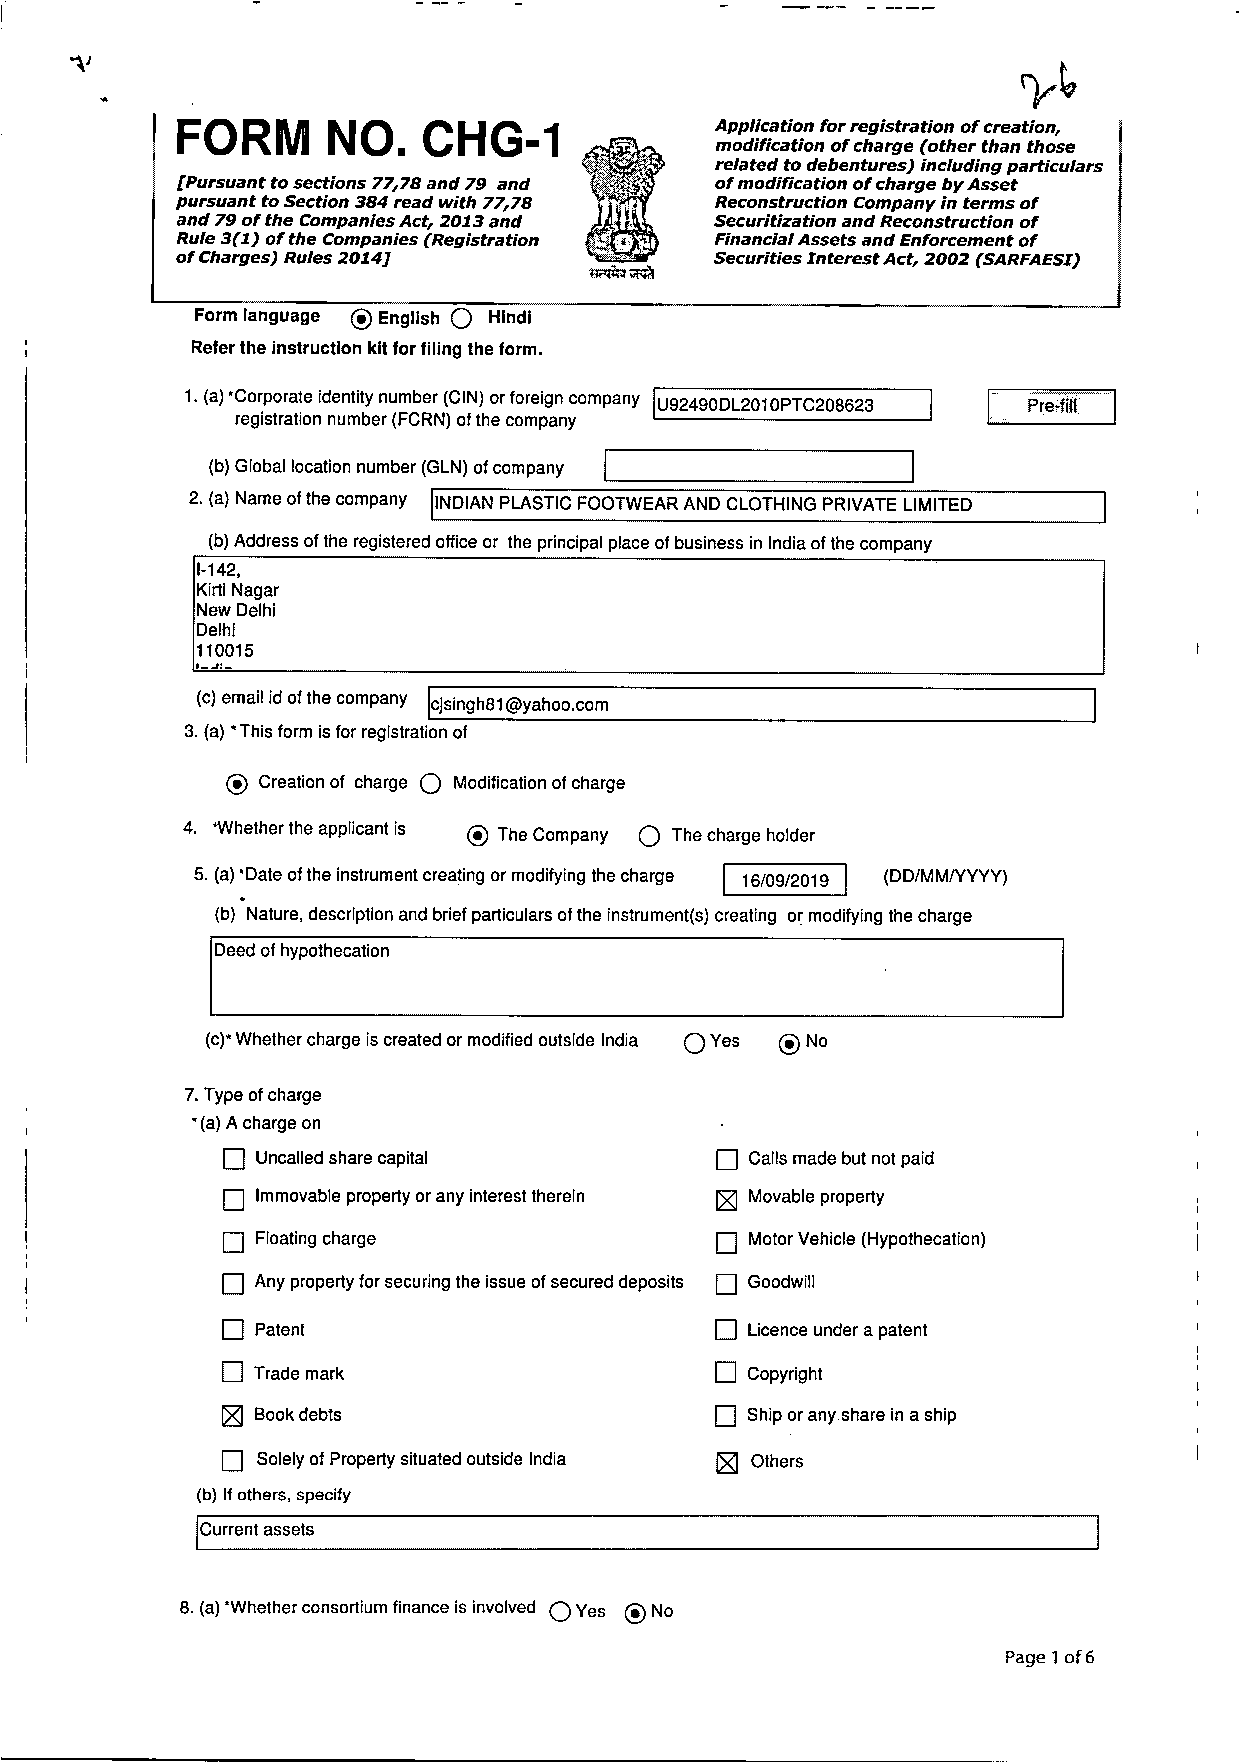 26
FORM NO. CHG-1
[Pursuant to sections 77,78 and 79 and
pursuant to Section 384 read with 77,78
and 79 of the Companies Act, 2013 and
Rule 3(1) of the Companies (Registration
of Charges) Rules 2014]
सत्यमेव जयते
Application for registration of creation,
modification of charge (other than those
related to debentures) including particulars
of modification of charge by Asset
Reconstruction Company in terms of
Securitization and Reconstruction of
Financial Assets and Enforcement of
Securities Interest Act, 2002 (SARFAESI)
Form language English Hindi
Refer the instruction kit for filing the form.
1. (a) *Corporate identity number (CIN) or foreign company U92490DL2010PTC208623 Pre-fill
registration number (FCRN) of the company
(b) Global location number (GLN) of company
2. (a) Name of the company INDIAN PLASTIC FOOTWEAR AND CLOTHING PRIVATE LIMITED
(b) Address of the registered office or the principal place of business in India of the company
I-142,
Kirti Nagar
New Delhi
Delhi
110015
(c) email id of the company cjsingh81@yahoo.com
3. (a) *This form is for registration of
Creation of charge Modification of charge
4. *Whether the applicant is The Company The charge holder
5. (a) *Date of the instrument creating or modifying the charge 16/09/2019 (DD/MM/YYYY)
(b) *Nature, description and brief particulars of the instrument(s) creating or modifying the charge
Deed of hypothecation
(c)* Whether charge is created or modified outside India Yes No
7. Type of charge
*(a) A charge on
Uncalled share capital Calls made but not paid
Immovable property or any interest therein Movable property
Floating charge Motor Vehicle (Hypothecation)
Any property for securing the issue of secured deposits Goodwill
Patent Licence under a patent
Trade mark Copyright
Book debts Ship or any share in a ship
Solely of Property situated outside India Others
(b) If others, specify
Current assets
8. (a) *Whether consortium finance is involved Yes No
Page 1 of 6